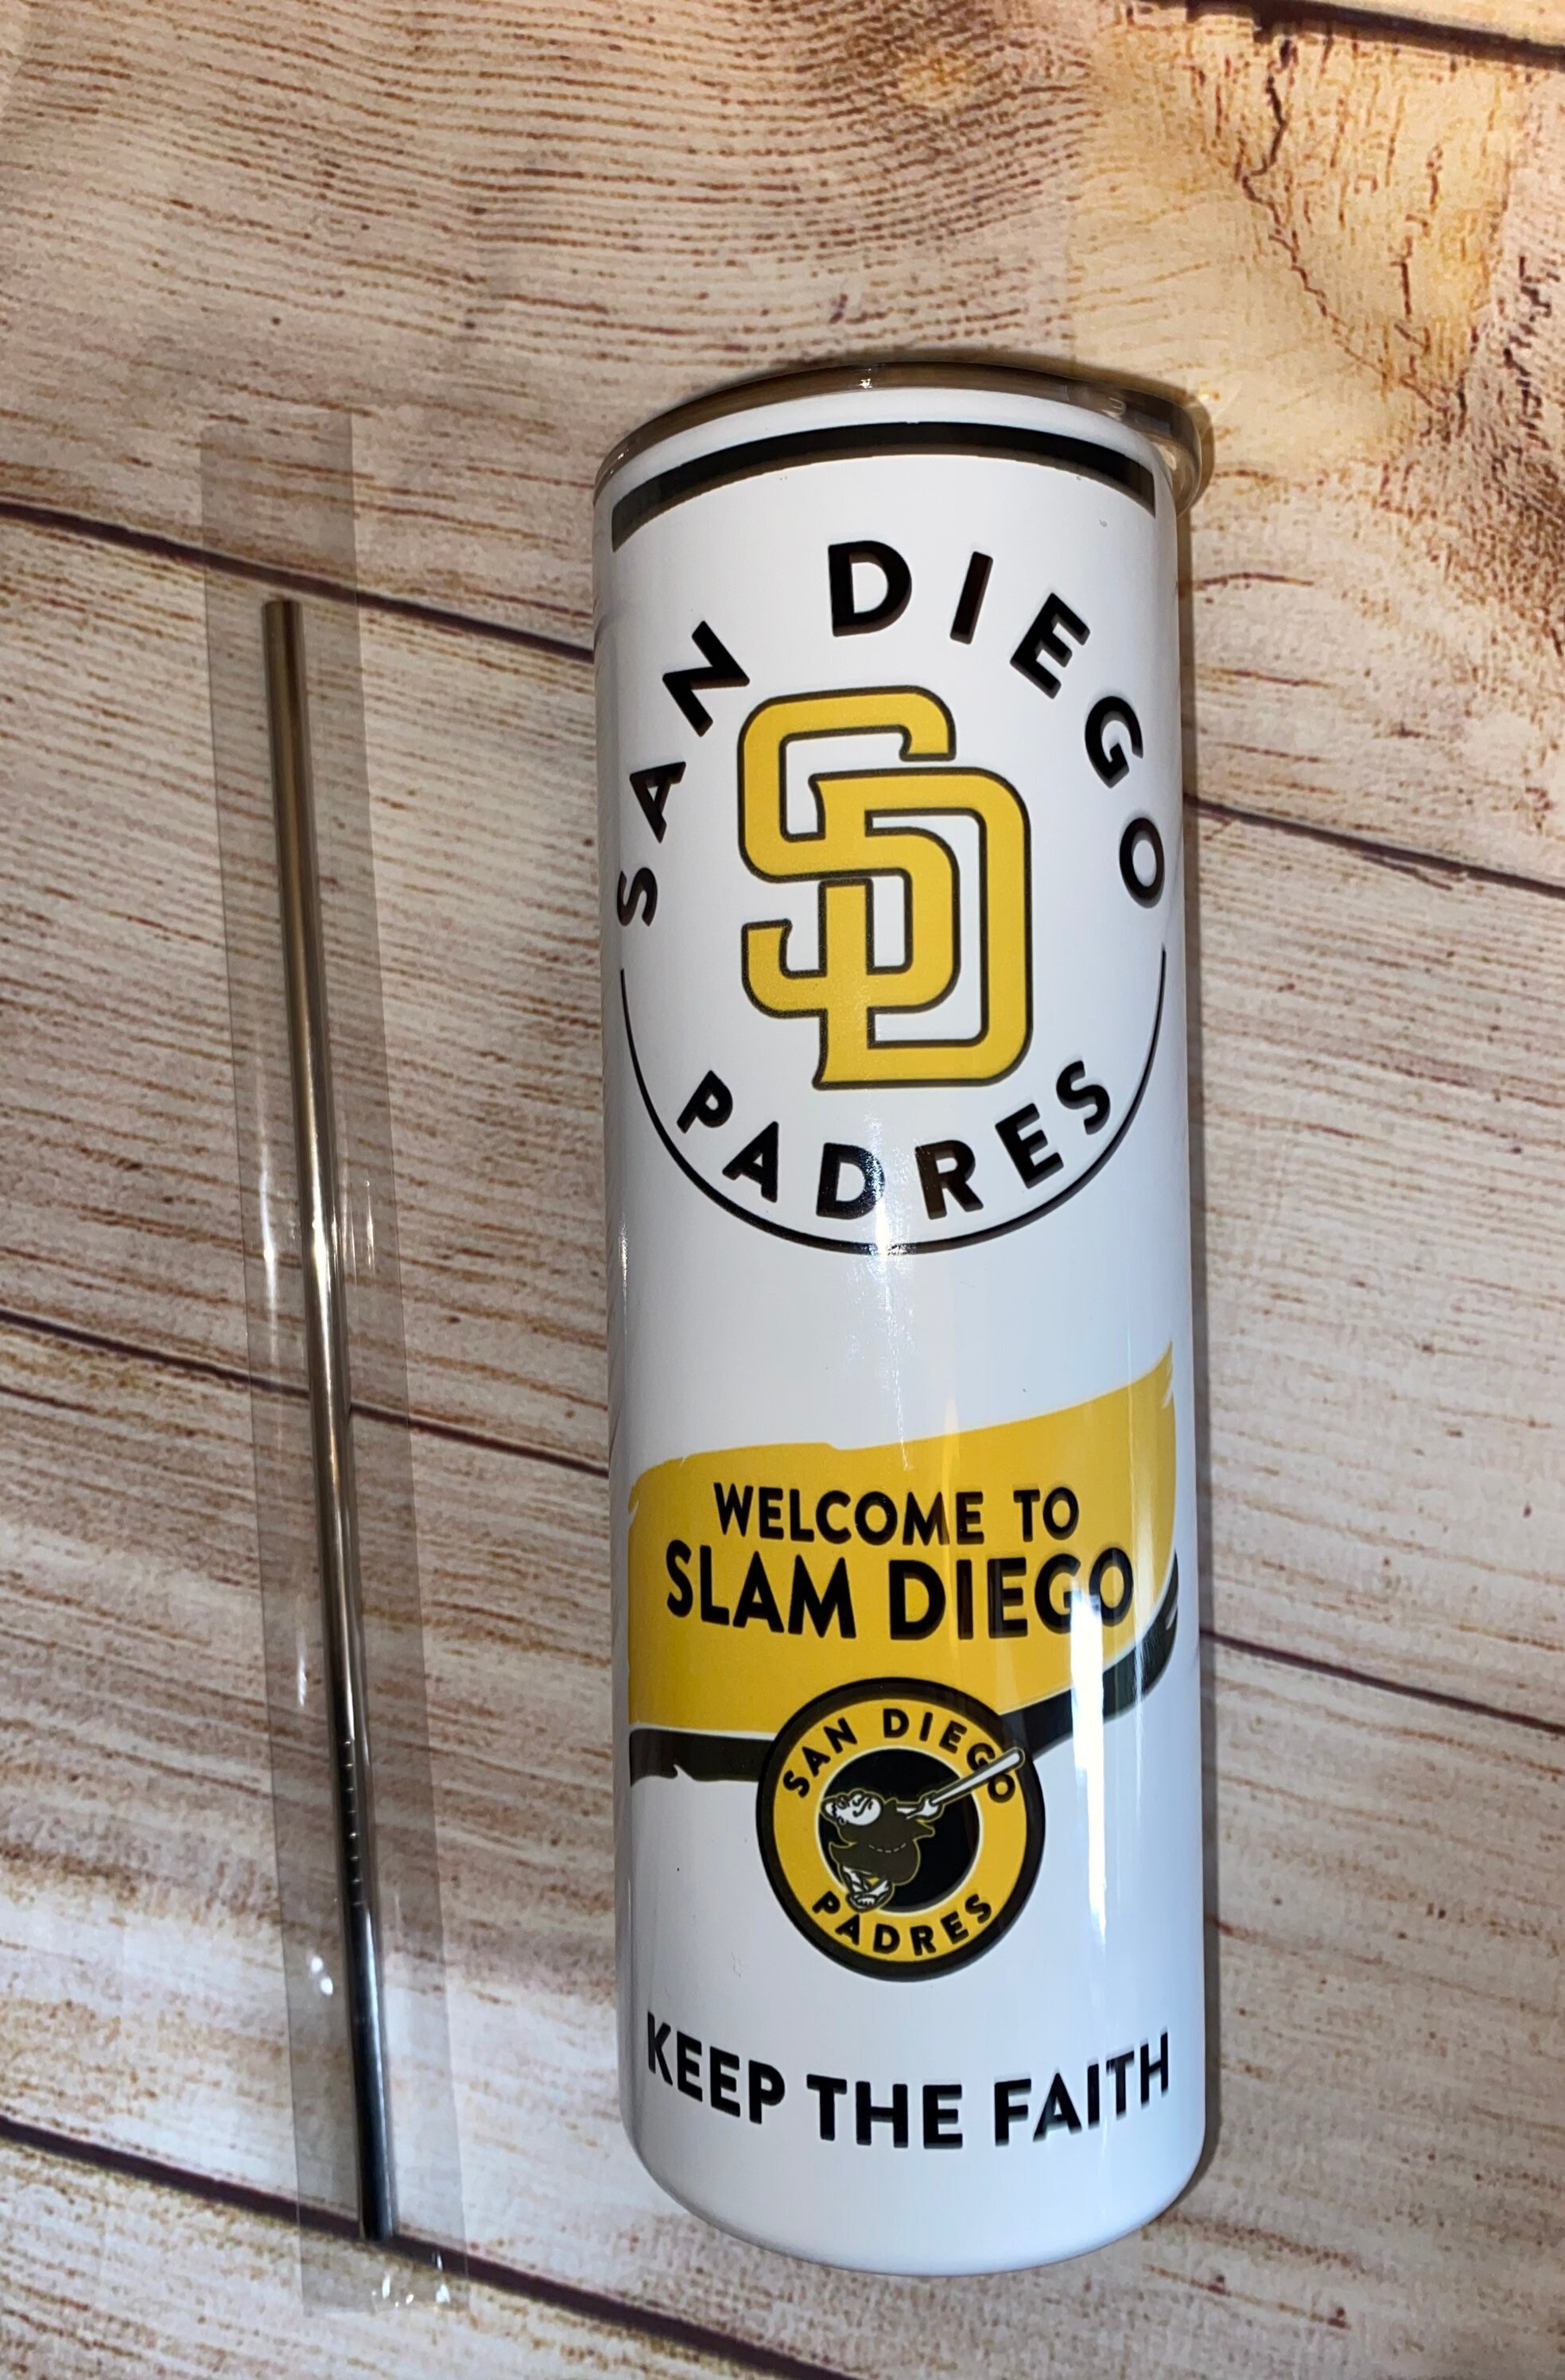 SAN DIEGO
SD
PADRES
WELCOME TO
SLAM DIEGO
SAN DIEGO
PADRES
KEEP THE FAITH